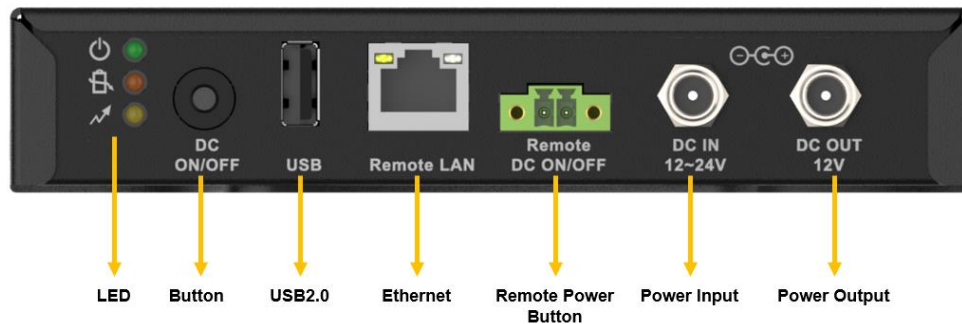 DC
ON/OFF
USB
Remote LAN
Remote
DC ON/OFF
DC IN
12~24V
DC OUT
12V
LED
Button
USB2.0
Ethernet
Remote Power
Button
Power Input
Power Output